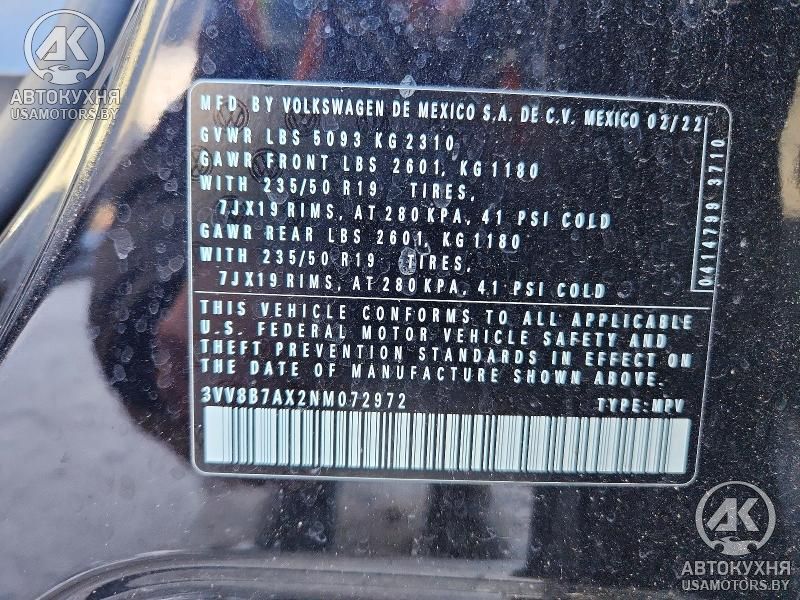 AK
АВТОКУХНЯ
USAMOTORS.BY
MFD. BY VOLKSWAGEN DE MEXICO S.A. DE C.V. MEXICO 02/22
GVWR LBS 5093 KG 2310
GAWR FRONT LBS 2601, KG 1180
WITH 235/50 R19 TIRES,
7JX19 RIMS, AT 280 KPA, 41 PSI COLD
GAWR REAR LBS 2601, KG 1180
WITH 235/50 R19 TIRES,
7JX19 RIMS, AT 280 KPA, 41 PSI COLD
0414799 3710
THIS VEHICLE CONFORMS TO ALL APPLICABLE
U.S. FEDERAL MOTOR VEHICLE SAFETY AND
THEFT PREVENTION STANDARDS IN EFFECT ON
THE DATE OF MANUFACTURE SHOWN ABOVE.
3VV8B7AX2NM072972 TYPE: MPV
AK
АВТОКУХНЯ
USAMOTORS.BY